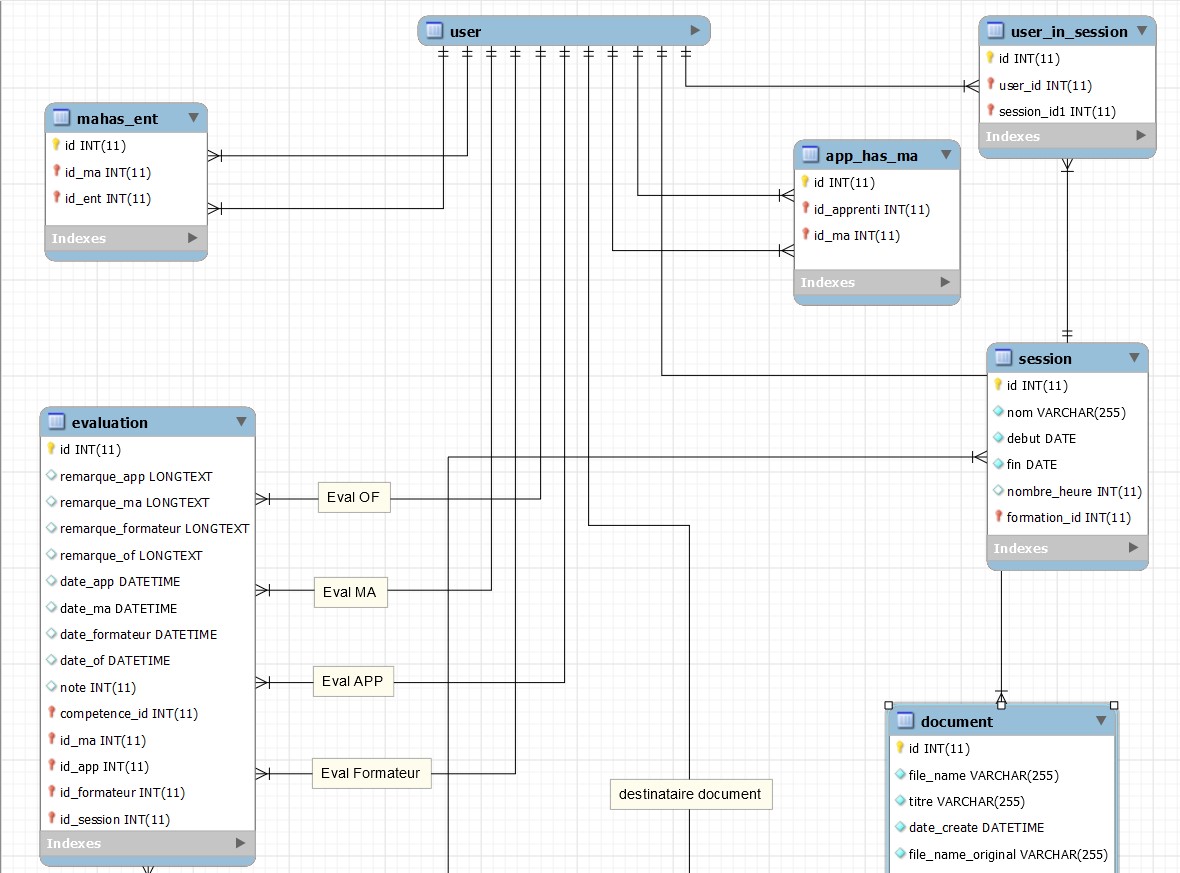 user
user_in_session
id INT(11)
user_id INT(11)
session_id1 INT(11)
Indexes
mahas_ent
id INT(11)
id_ma INT(11)
id_ent INT(11)
Indexes
app_has_ma
id INT(11)
id_apprenti INT(11)
id_ma INT(11)
Indexes
session
id INT(11)
nom VARCHAR(255)
debut DATE
fin DATE
nombre_heure INT(11)
formation_id INT(11)
Indexes
evaluation
id INT(11)
remarque_app LONGTEXT
remarque_ma LONGTEXT
remarque_formateur LONGTEXT
remarque_of LONGTEXT
date_app DATETIME
date_ma DATETIME
date_formateur DATETIME
date_of DATETIME
note INT(11)
competence_id INT(11)
id_ma INT(11)
id_app INT(11)
id_formateur INT(11)
id_session INT(11)
Indexes
Eval OF
Eval MA
Eval APP
Eval Formateur
destinataire document
document
id INT(11)
file_name VARCHAR(255)
titre VARCHAR(255)
date_create DATETIME
file_name_original VARCHAR(255)